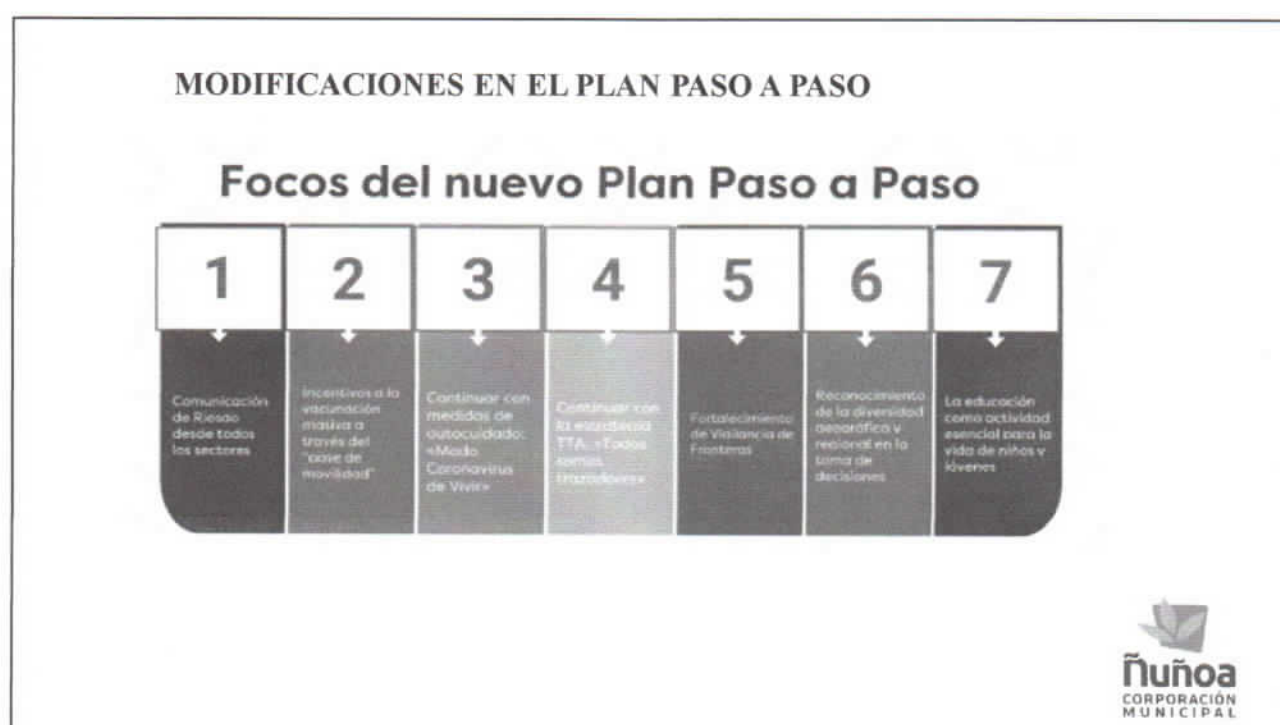 MODIFICACIONES EN EL PLAN PASO A PASO
Focos del nuevo Plan Paso a Paso
1
Comunicación
de Riesgo
desde todos
los sectores
2
Incentivos a la
vacunación
masiva a
través del
"pase de
movilidad"
3
Continuar con
medidas de
autocuidado:
«Modo
Coronavirus
de Vivir»
4
Continuar con
la estrategia
TTA: «Todos
somos
trazadores»
5
Fortalecimiento
de Vigilancia de
Fronteras
6
Reconocimiento
de la diversidad
geográfica y
regional en la
toma de
decisiones
7
La educación
como actividad
esencial para la
vida de niños y
jóvenes
Ñuñoa
CORPORACIÓN
MUNICIPAL